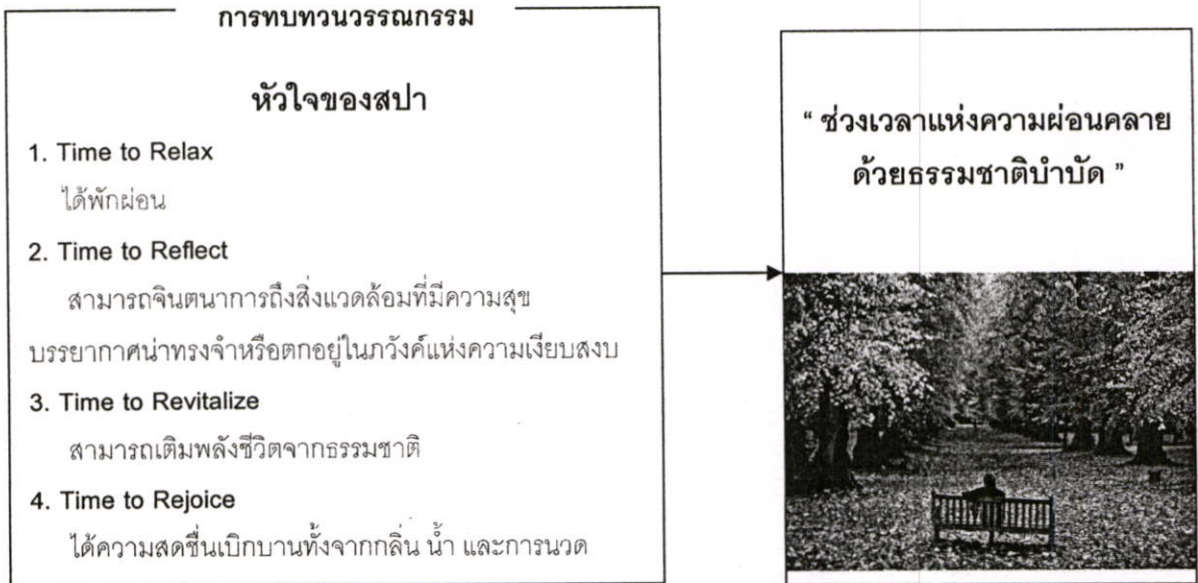 การทบทวนวรรณกรรม
หัวใจของสปา
1. Time to Relax
ได้พักผ่อน
2. Time to Reflect
สามารถจินตนาการถึงสิ่งแวดล้อมที่มีความสุข
บรรยากาศน่าทรงจำหรือตกอยู่ในภวังค์แห่งความเงียบสงบ
3. Time to Revitalize
สามารถเติมพลังชีวิตจากธรรมชาติ
4. Time to Rejoice
ได้ความสดชื่นเบิกบานทั้งจากกลิ่น น้ำ และการนวด
“ ช่วงเวลาแห่งความผ่อนคลาย
ด้วยธรรมชาติบำบัด ”